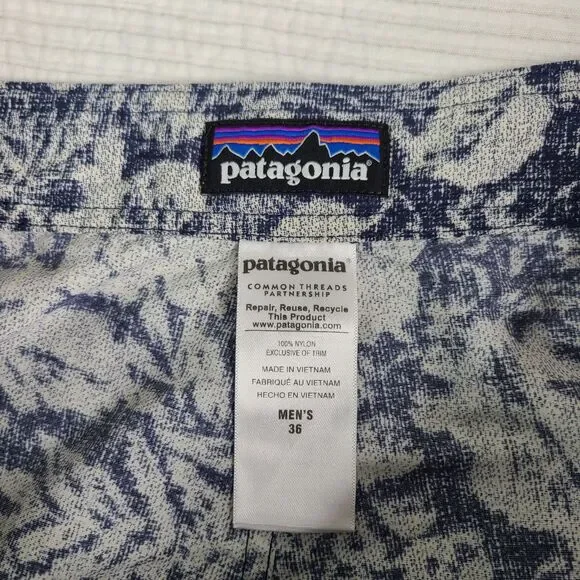 patagonia®
patagonia®
COMMON THREADS
PARTNERSHIP
Repair, Reuse, Recycle
This Product
www.patagonia.com
100% NYLON
EXCLUSIVE OF TRIM
MADE IN VIETNAM
FABRIQUÉ AU VIETNAM
HECHO EN VIETNAM
MEN'S
36